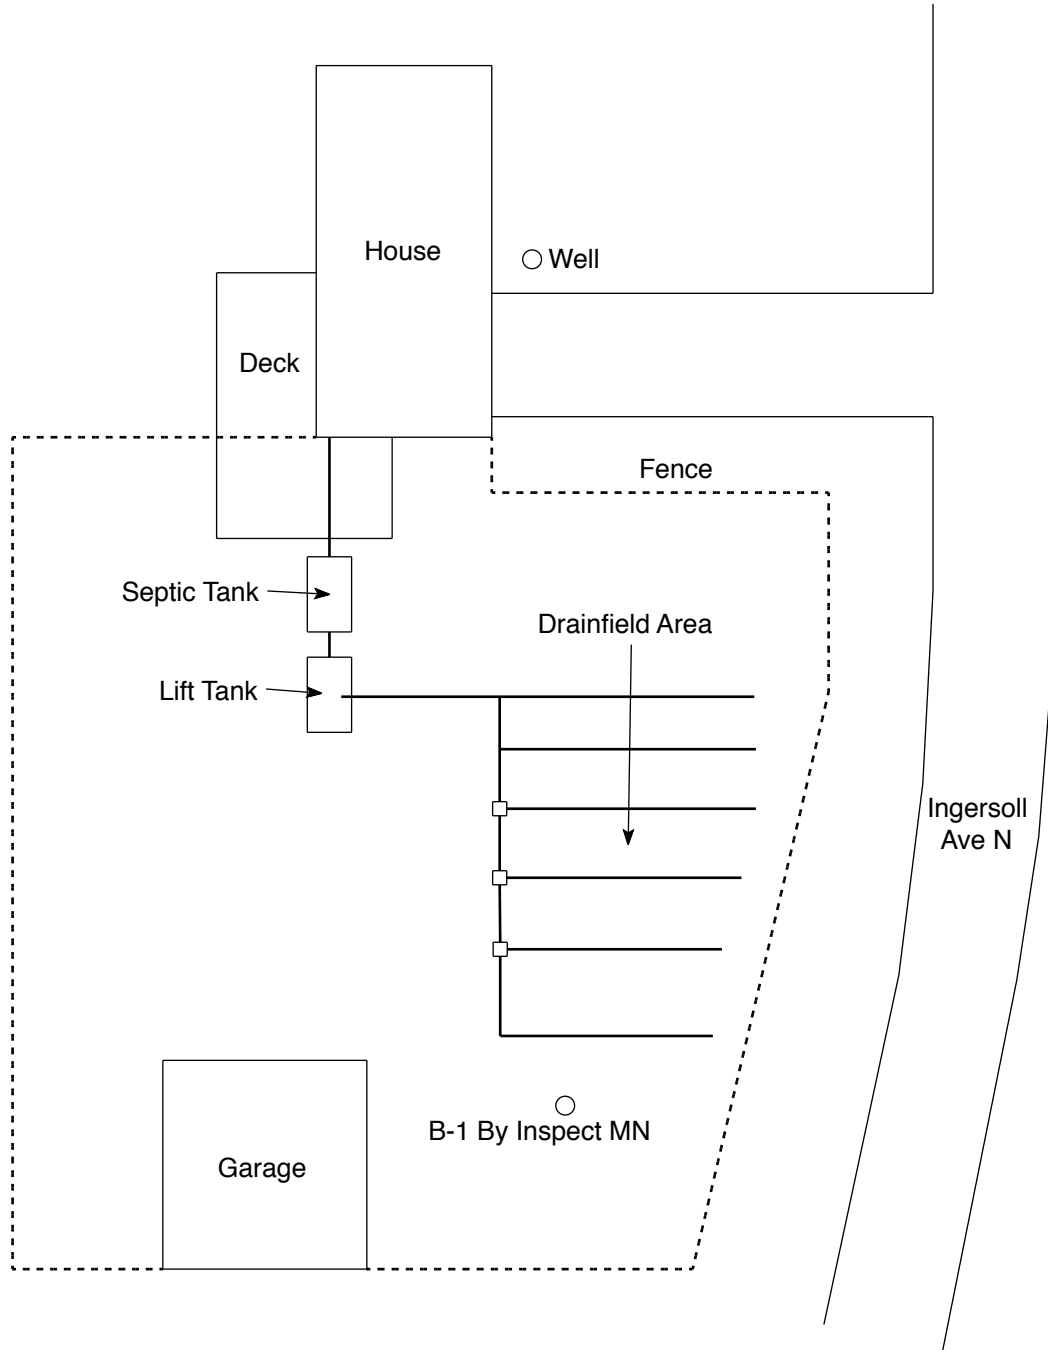 House
Well
Deck
Fence
Septic Tank
Drainfield Area
Lift Tank
Ingersoll
Ave N
B-1 By Inspect MN
Garage